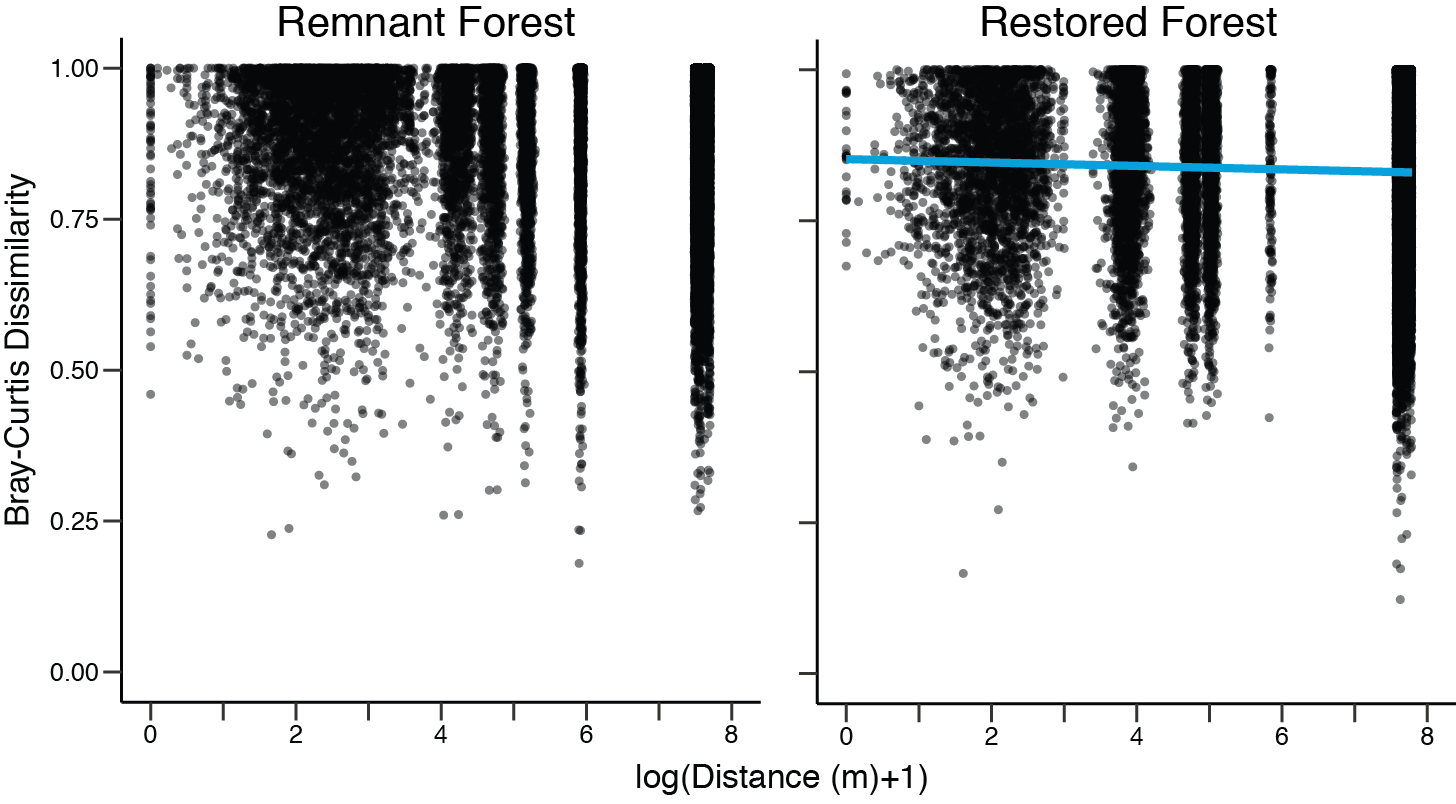 Remnant Forest
Restored Forest
Bray-Curtis Dissimilarity
1.00
0.75
0.50
0.25
0.00
0 2 4 6 8
0 2 4 6 8
log(Distance (m)+1)